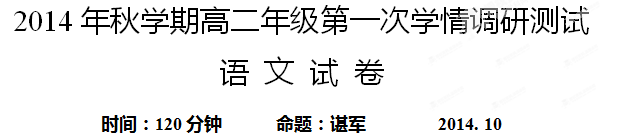 2014年秋学期高二年级第一次学情调研测试
语 文 试 卷
时间：120分钟 命题：谌军 2014. 10